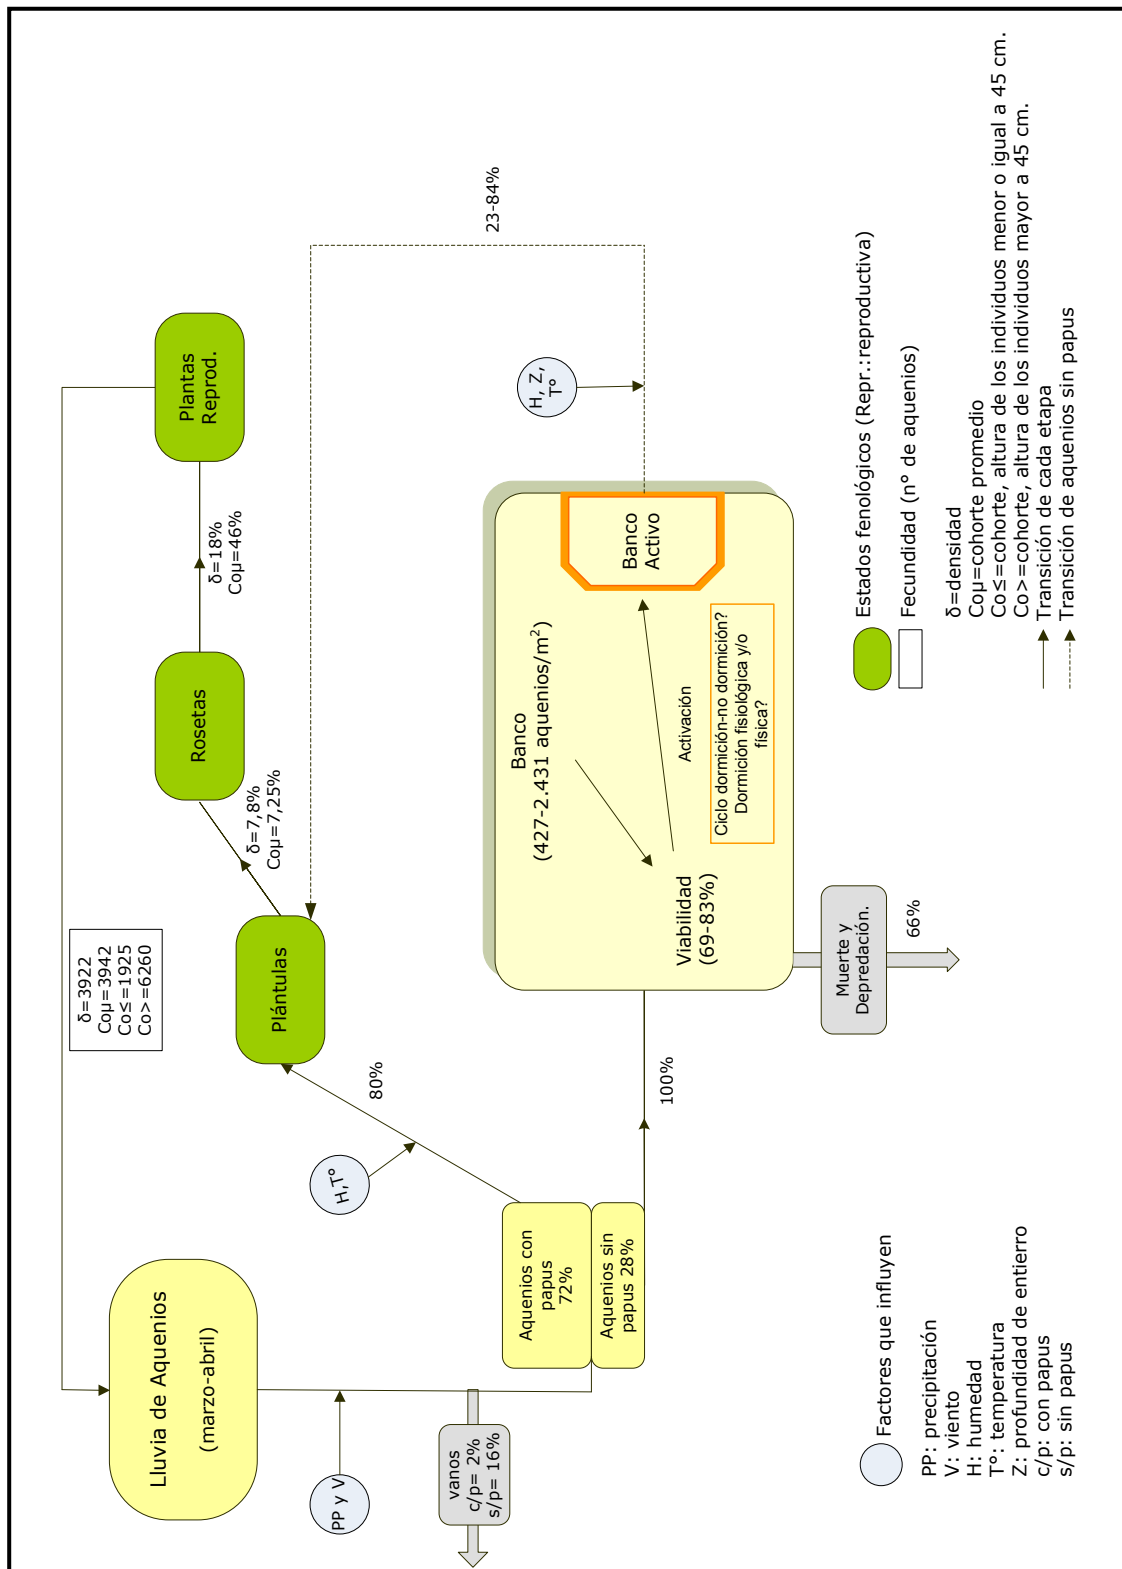 Lluvia de Aquenios
(marzo-abril)
PP y V
vanos
c/p= 2%
s/p= 16%
Aquenios con
papus
72%
Aquenios sin
papus 28%
H,T°
80%
100%
δ=3922
Coμ=3942
Co≤=1925
Co>=6260
Plántulas
δ=7,8%
Coμ=7,25%
Rosetas
δ=18%
Coμ=46%
Plantas
Reprod.
23-84%
H, Z,
T°
Banco
(427-2.431 aquenios/m²)
Viabilidad
(69-83%)
Activación
Banco
Activo
Ciclo dormición-no dormición?
Dormición fisiológica y/o
física?
Muerte y
Depredación.
66%
Factores que influyen
PP: precipitación
V: viento
H: humedad
T°: temperatura
Z: profundidad de entierro
c/p: con papus
s/p: sin papus
Estados fenológicos (Repr.:reproductiva)
Fecundidad (n° de aquenios)
δ=densidad
Coμ=cohorte promedio
Co≤=cohorte, altura de los individuos menor o igual a 45 cm.
Co>=cohorte, altura de los individuos mayor a 45 cm.
Transición de cada etapa
Transición de aquenios sin papus